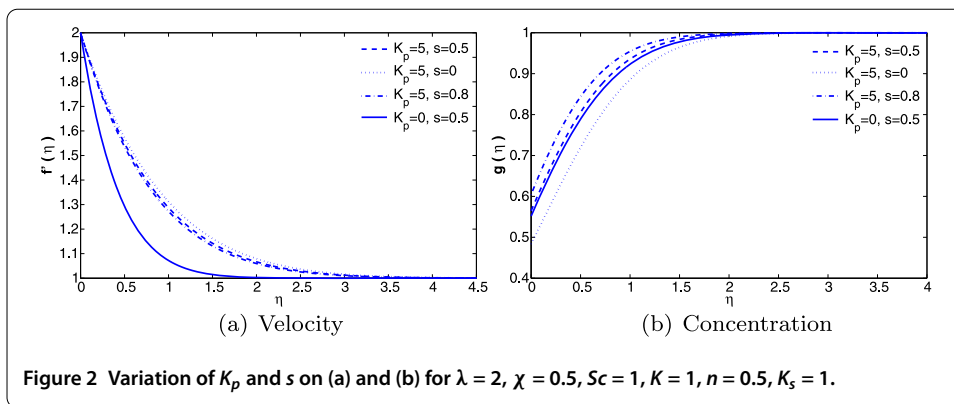 2
1.9
1.8
1.7
1.6
1.5
1.4
1.3
1.2
1.1
1
f' (η)
0 0.5 1 1.5 2 2.5 3 3.5 4 4.5
η
K_p=5, s=0.5
K_p=5, s=0
K_p=5, s=0.8
K_p=0, s=0.5
(a) Velocity
1
0.9
0.8
0.7
0.6
0.5
0.4
g (η)
0 0.5 1 1.5 2 2.5 3 3.5 4
η
K_p=5, s=0.5
K_p=5, s=0
K_p=5, s=0.8
K_p=0, s=0.5
(b) Concentration
Figure 2 Variation of K_p and s on (a) and (b) for λ = 2, χ = 0.5, Sc = 1, K = 1, n = 0.5, K_s = 1.